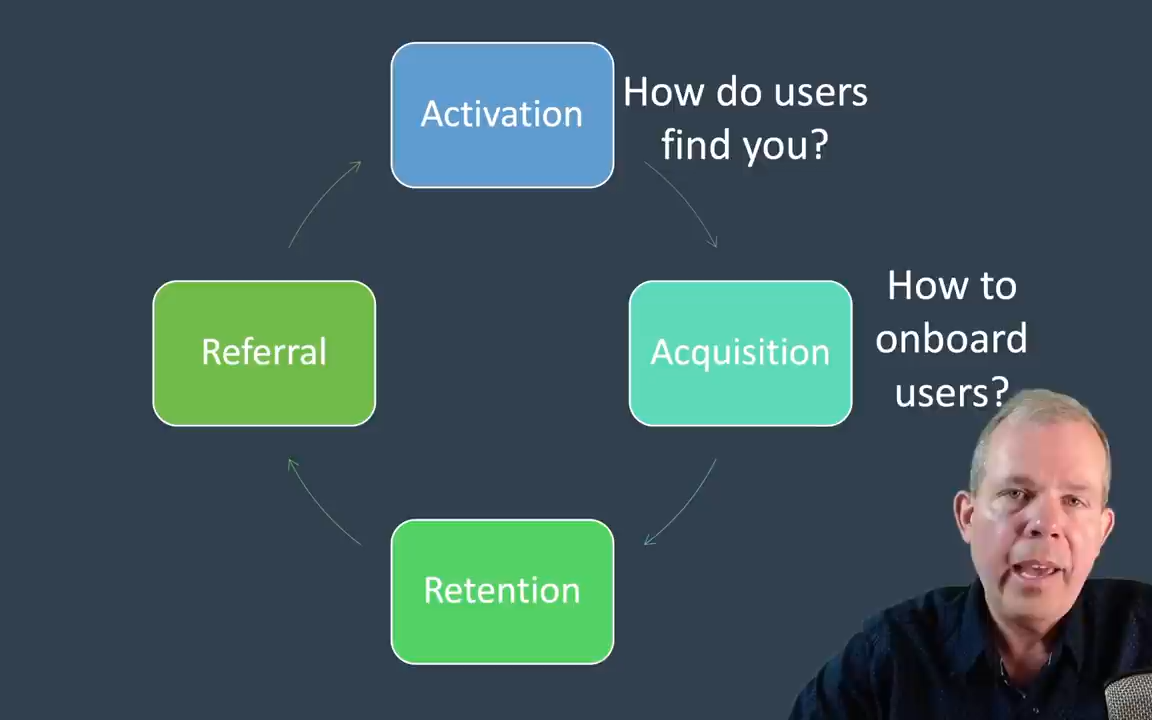 Activation
How do users
find you?
Referral
Acquisition
How to
onboard
users?
Retention